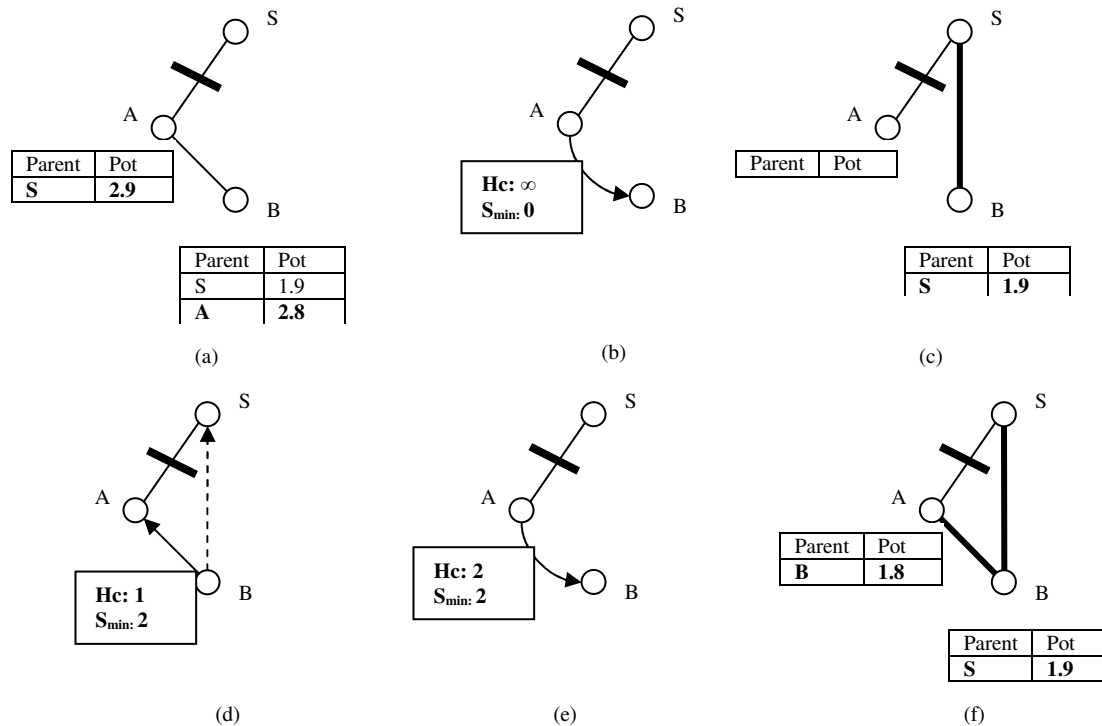 S
A
Parent Pot
S 2.9
B
Parent Pot
S 1.9
A 2.8
(a)
S
A
Hc: ∞
Smin: 0
B
(b)
S
A
Parent Pot
B
Parent Pot
S 1.9
(c)
S
A
Hc: 1
Smin: 2
B
(d)
S
A
Hc: 2
Smin: 2
B
(e)
S
A
Parent Pot
B 1.8
B
Parent Pot
S 1.9
(f)